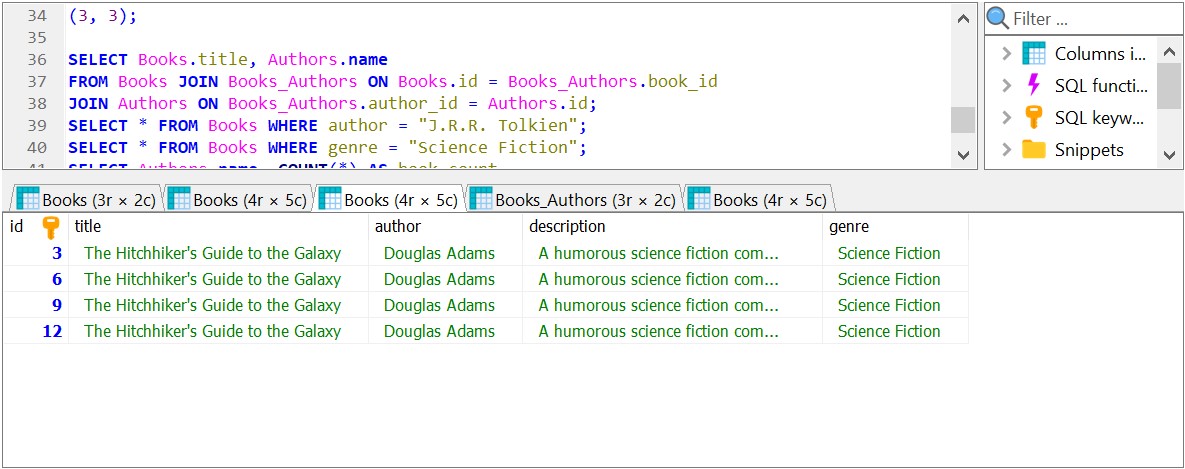 34 (3, 3);
35
36 SELECT Books.title, Authors.name
37 FROM Books JOIN Books_Authors ON Books.id = Books_Authors.book_id
38 JOIN Authors ON Books_Authors.author_id = Authors.id;
39 SELECT * FROM Books WHERE author = "J.R.R. Tolkien";
40 SELECT * FROM Books WHERE genre = "Science Fiction";
41 SELECT Authors.name, COUNT(*) AS book_count
Filter ...
Columns i...
SQL functi...
SQL keyw...
Snippets
Books (3r × 2c) Books (4r × 5c) Books (4r × 5c) Books_Authors (3r × 2c) Books (4r × 5c)
id title author description genre
3 The Hitchhiker's Guide to the Galaxy Douglas Adams A humorous science fiction com... Science Fiction
6 The Hitchhiker's Guide to the Galaxy Douglas Adams A humorous science fiction com... Science Fiction
9 The Hitchhiker's Guide to the Galaxy Douglas Adams A humorous science fiction com... Science Fiction
12 The Hitchhiker's Guide to the Galaxy Douglas Adams A humorous science fiction com... Science Fiction